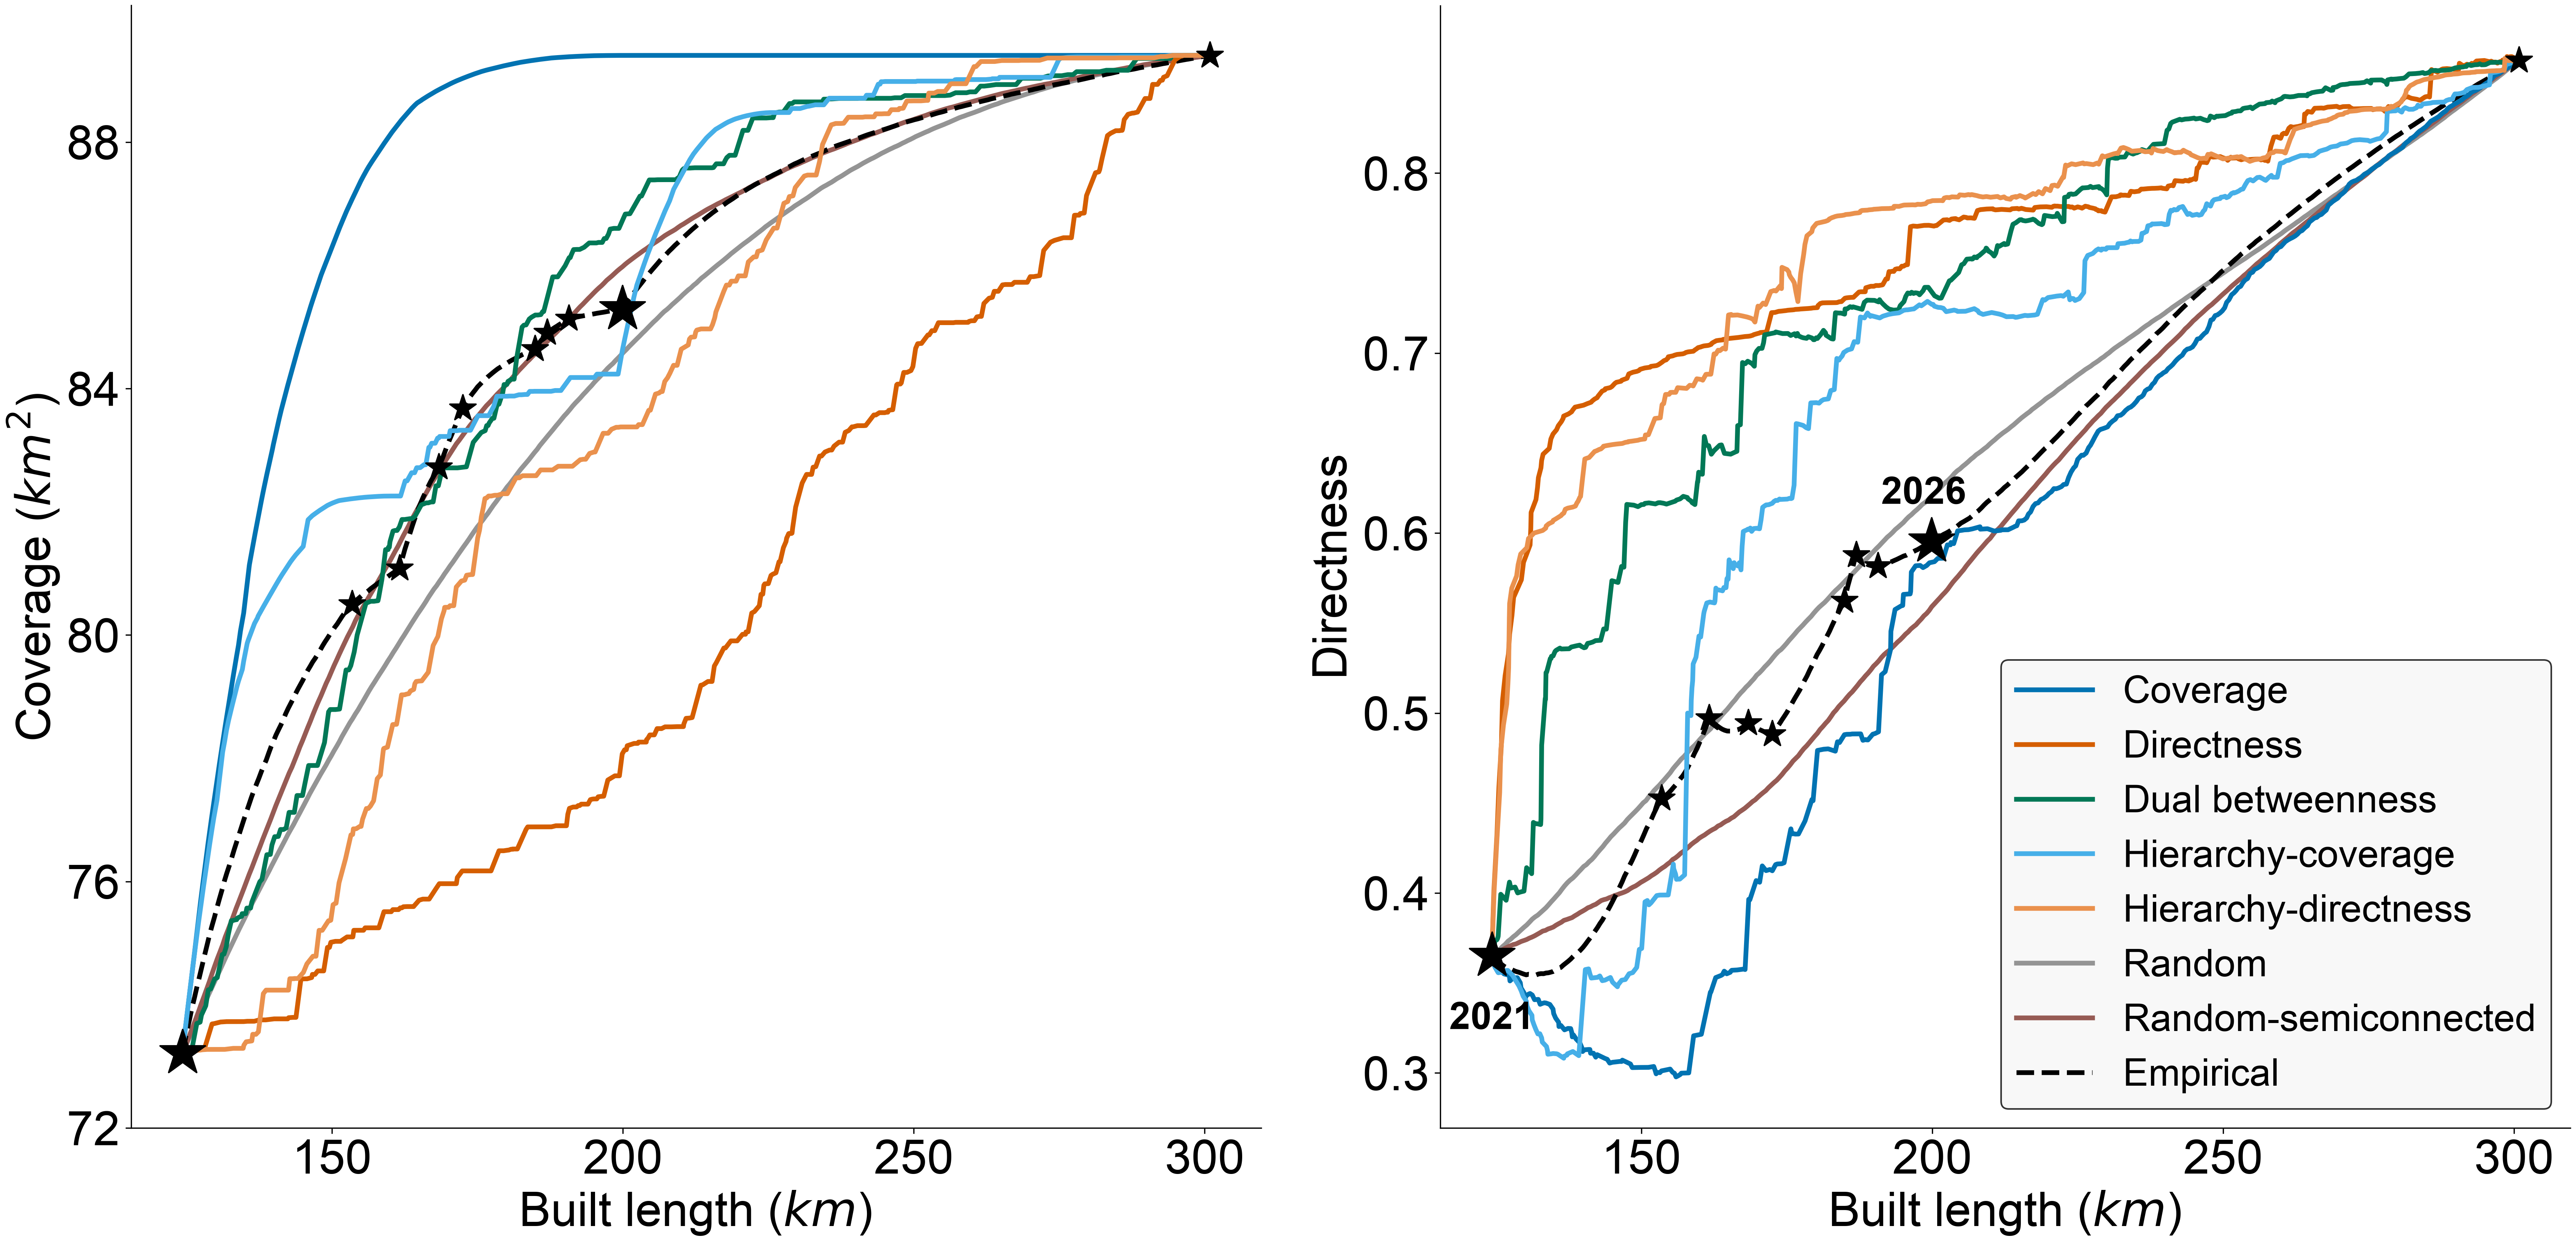 Coverage (km²)
88
84
80
76
72
150
200
250
300
Built length (km)
Directness
0.8
0.7
0.6
0.5
0.4
0.3
2026
2021
Coverage
Directness
Dual betweenness
Hierarchy-coverage
Hierarchy-directness
Random
Random-semiconnected
Empirical
150
200
250
300
Built length (km)